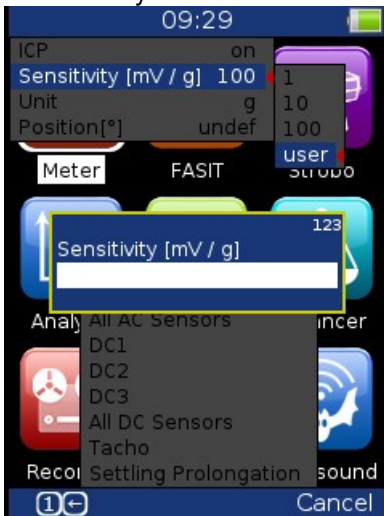 09:29
ICP on
Sensitivity [mV / g] 100
1
Unit g
10
Position[°] undef
100
user
Meter
FASIT
Strobo
123
Sensitivity [mV / g]
Analy
All AC Sensors
ncer
DC1
DC2
DC3
All DC Sensors
Tacho
Recor
Settling Prolongation
sound
1
Cancel